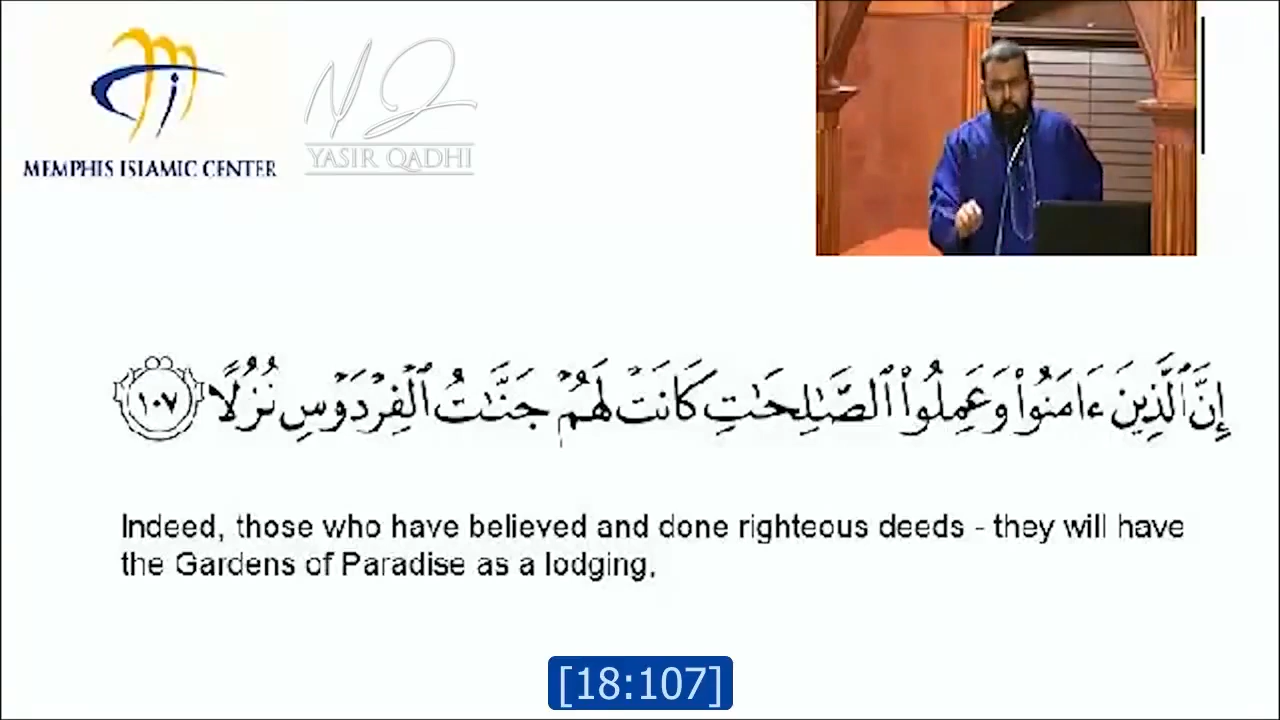 MEMPHIS ISLAMIC CENTER
YASIR QADHI
إِنَّ ٱلَّذِينَ ءَامَنُوا۟ وَعَمِلُوا۟ ٱلصَّٰلِحَٰتِ كَانَتْ لَهُمْ جَنَّٰتُ ٱلْفِرْدَوْسِ نُزُلًا ١٠٧
Indeed, those who have believed and done righteous deeds - they will have
the Gardens of Paradise as a lodging,
[18:107]